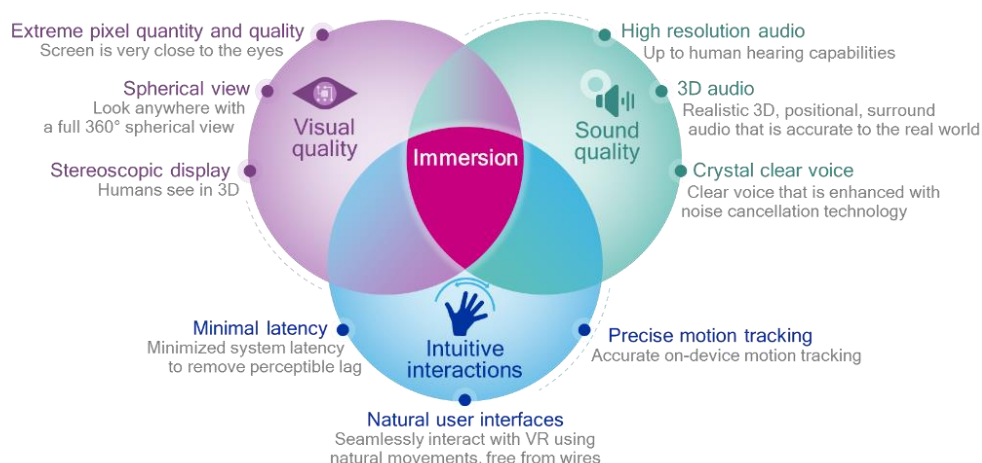 Extreme pixel quantity and quality
Screen is very close to the eyes
Spherical view
Look anywhere with
a full 360° spherical view
Stereoscopic display
Humans see in 3D
Visual
quality
Immersion
Sound
quality
High resolution audio
Up to human hearing capabilities
3D audio
Realistic 3D, positional, surround
audio that is accurate to the real world
Crystal clear voice
Clear voice that is enhanced with
noise cancellation technology
Minimal latency
Minimized system latency
to remove perceptible lag
Intuitive
interactions
Precise motion tracking
Accurate on-device motion tracking
Natural user interfaces
Seamlessly interact with VR using
natural movements, free from wires